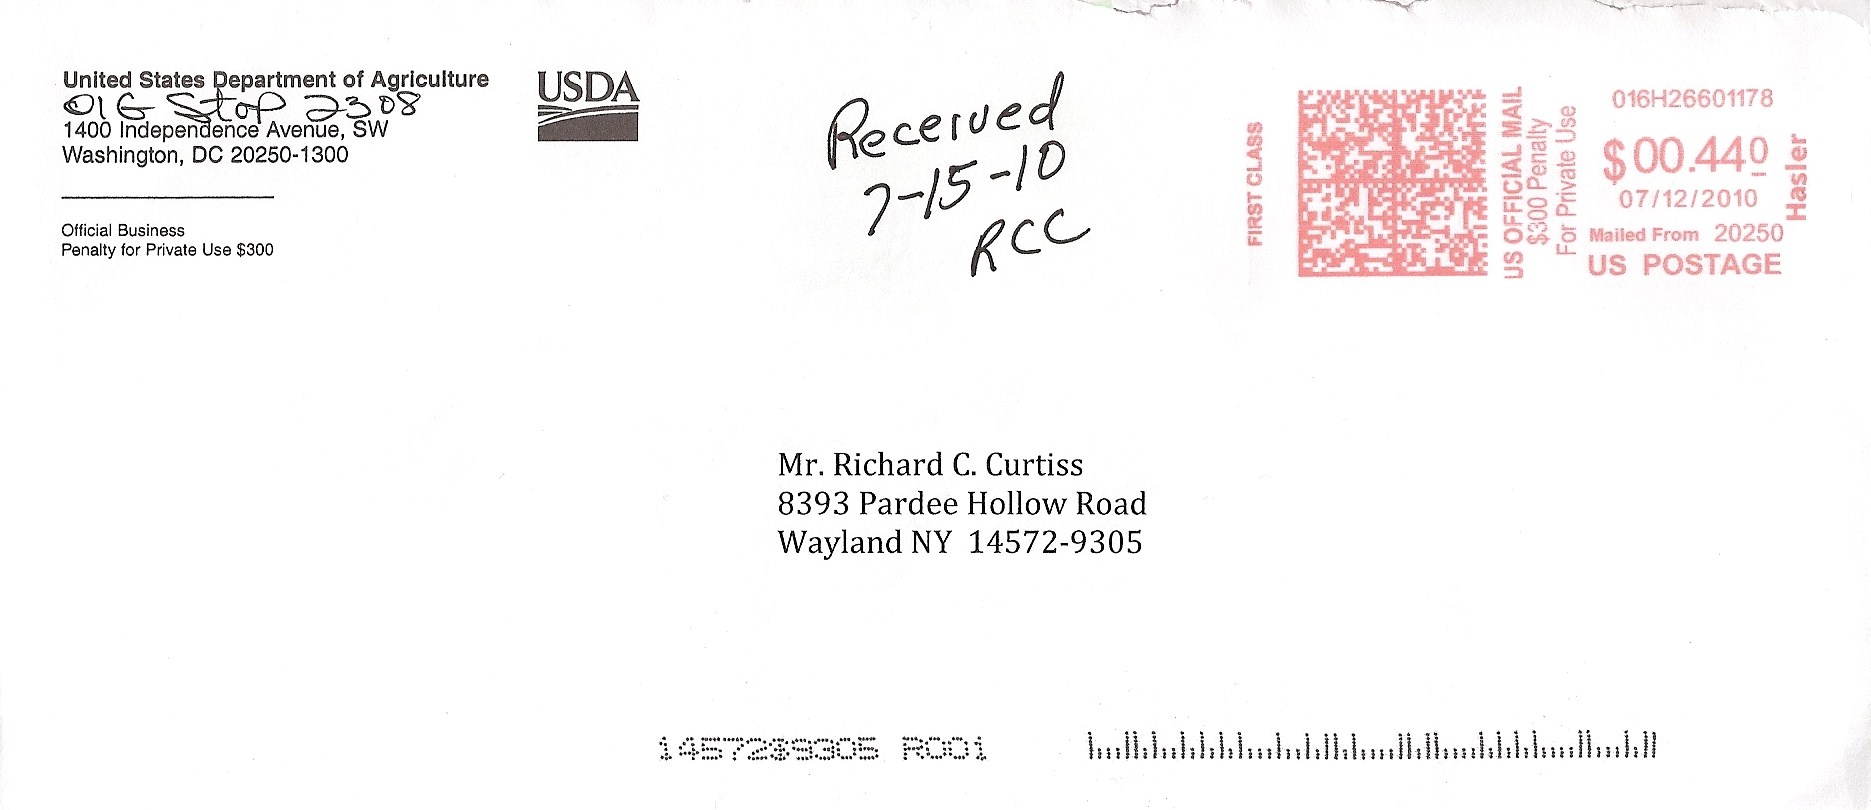 United States Department of Agriculture
OIG Stop 2308
1400 Independence Avenue, SW
Washington, DC 20250-1300
Official Business
Penalty for Private Use $300
USDA
Received
7-15-10
RCC
FIRST CLASS
US OFFICIAL MAIL
$300 Penalty
For Private Use
016H26601178
$00.440
07/12/2010
Mailed From 20250
US POSTAGE
Hasler
Mr. Richard C. Curtiss
8393 Pardee Hollow Road
Wayland NY  14572-9305
14572$9305 R001